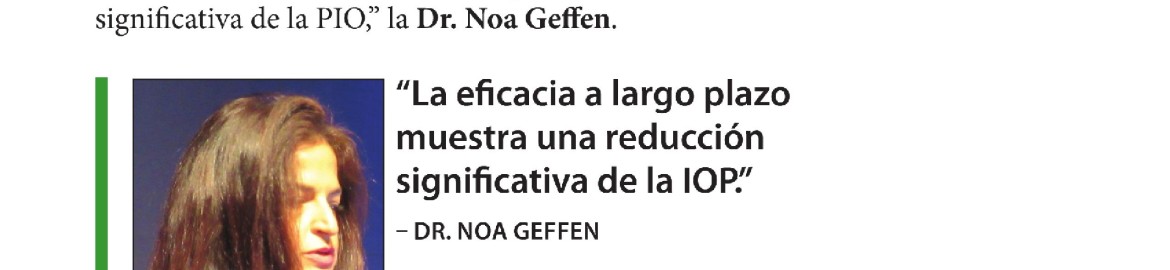 significativa de la PIO,” la Dr. Noa Geffen.
“La eficacia a largo plazo
muestra una reducción
significativa de la IOP.”
– DR. NOA GEFFEN